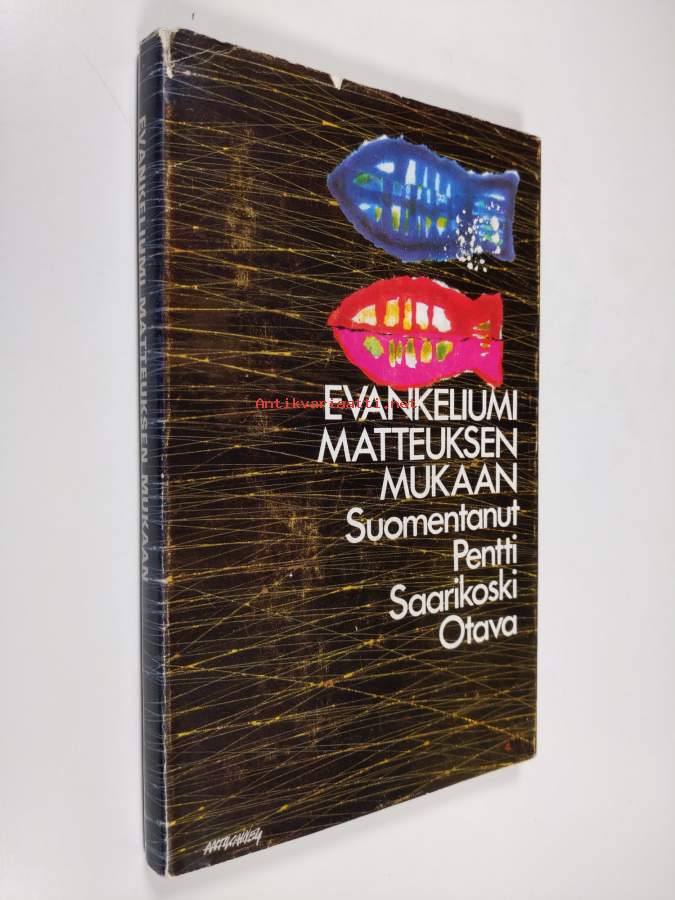 EVANKELIUMI MATTEUKSEN MUKAAN
Antikvariaatti.net
EVANKELIUMI
MATTEUKSEN
MUKAAN
Suomentanut
Pentti
Saarikoski
Otava